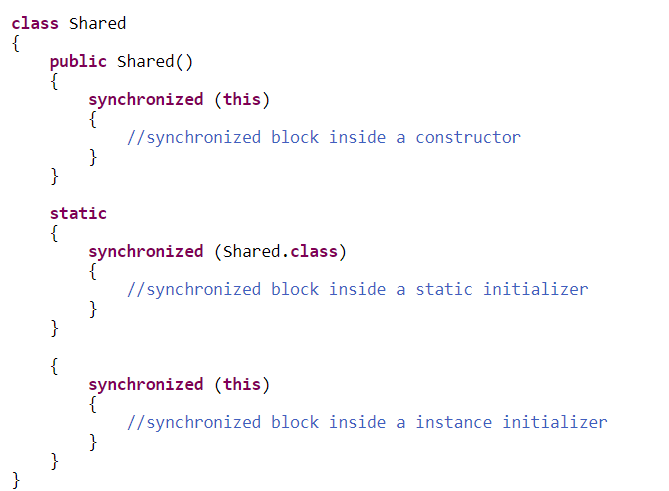 class Shared
{
    public Shared()
    {
        synchronized (this)
        {
            //synchronized block inside a constructor
        }
    }

    static
    {
        synchronized (Shared.class)
        {
            //synchronized block inside a static initializer
        }
    }

    {
        synchronized (this)
        {
            //synchronized block inside a instance initializer
        }
    }
}